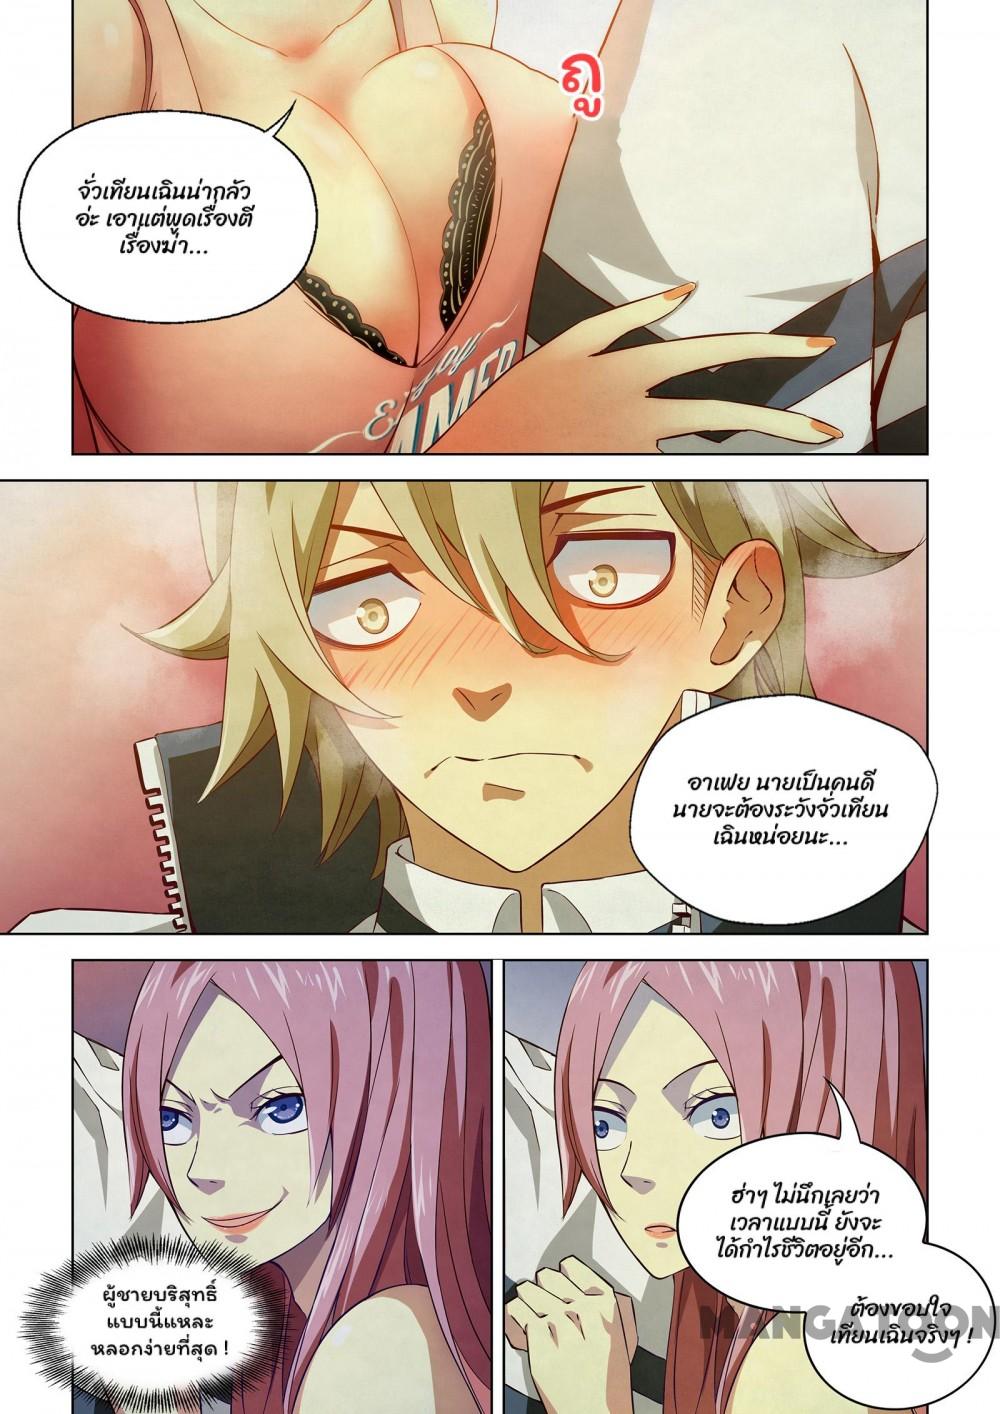 ถู
จั่วเทียนเฉินน่ากลัว
อ่ะ เอาแต่พูดเรื่องตี
เรื่องฆ่า...
Enjoy
AMER
อาเฟย นายเป็นคนดี
นายจะต้องระวังจั่วเทียน
เฉินหน่อยนะ...
ผู้ชายบริสุทธิ์
แบบนี้แหละ
หลอกง่ายที่สุด !
ฮ่าๆ ไม่นึกเลยว่า
เวลาแบบนี้ ยังจะ
ได้กำไรชีวิตอยู่อีก...
ต้องขอบใจ
เทียนเฉินจริงๆ !
MANGATOON